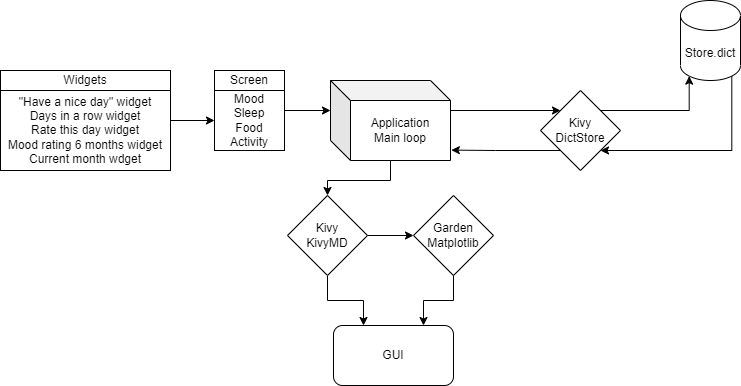 Store.dict
Widgets
"Have a nice day" widget
Days in a row widget
Rate this day widget
Mood rating 6 months widget
Current month wdget
Screen
Mood
Sleep
Food
Activity
Application
Main loop
Kivy
DictStore
Kivy
KivyMD
Garden
Matplotlib
GUI